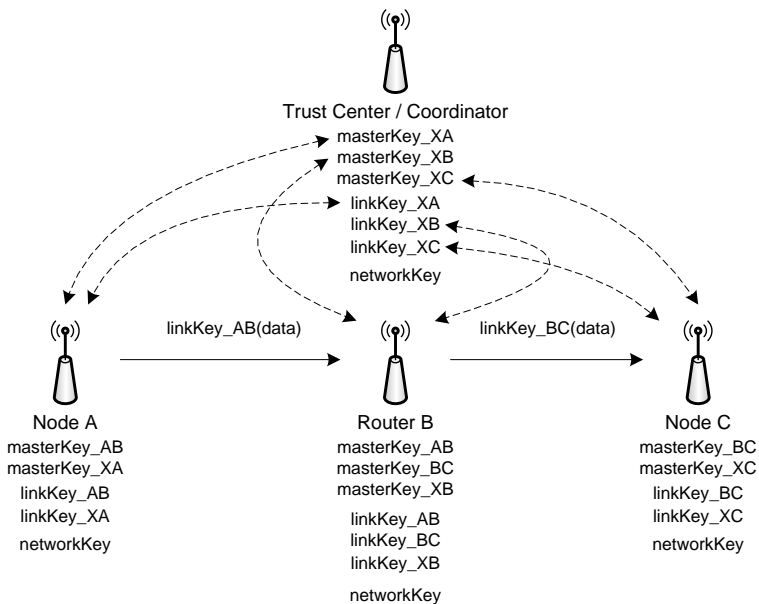 Trust Center / Coordinator
masterKey_XA
masterKey_XB
masterKey_XC
linkKey_XA
linkKey_XB
linkKey_XC
networkKey
linkKey_AB(data)
linkKey_BC(data)
Node A
masterKey_AB
masterKey_XA
linkKey_AB
linkKey_XA
networkKey
Router B
masterKey_AB
masterKey_BC
masterKey_XB
linkKey_AB
linkKey_BC
linkKey_XB
networkKey
Node C
masterKey_BC
masterKey_XC
linkKey_BC
linkKey_XC
networkKey